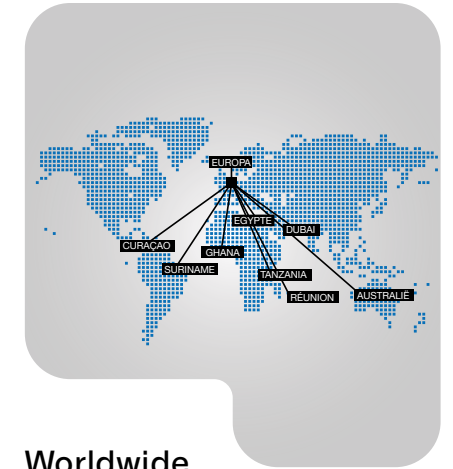 EUROPA
EGYPTE
DUBAI
CURAÇAO
GHANA
SURINAME
TANZANIA
RÉUNION
AUSTRALIË
Worldwide